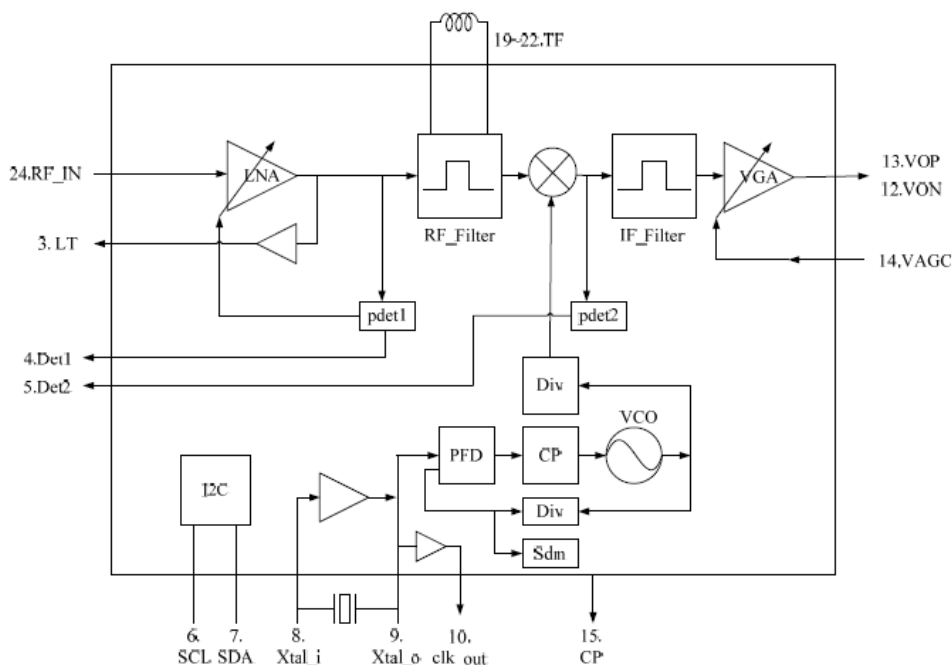 19~22.TF
24.RF_IN
LNA
VGA
13.VOP
12.VON
RF_Filter
IF_Filter
3. LT
14,VAGC
pdet1
pdet2
4.Det1
5.Det2
Div
VCO
PFD
CP
I2C
Div
Sdm
6. 7. 8. 9. 10. 15.
SCL SDA Xtal_i Xtal_o clk_out CP